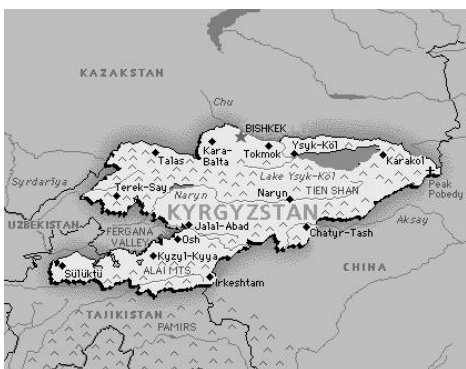 KAZAKSTAN
Chu
BISHKEK
Kara-
Balta
Tokmok
Ysyk-Köl
Talas
Karakol
Lake Ysyk-Köl
Syrdariya
Terek-Say
Naryn
Naryn
TIEN SHAN
Peak
Pobedy
KYRGYZSTAN
Aksay
UZBEKISTAN
FERGANA
VALLEY
Jalal-Abad
Osh
Chatyr-Tash
Kyzyl-Kyya
CHINA
Sülüktü
ALAI MTS.
Irkeshtam
TAJIKISTAN
PAMIRS